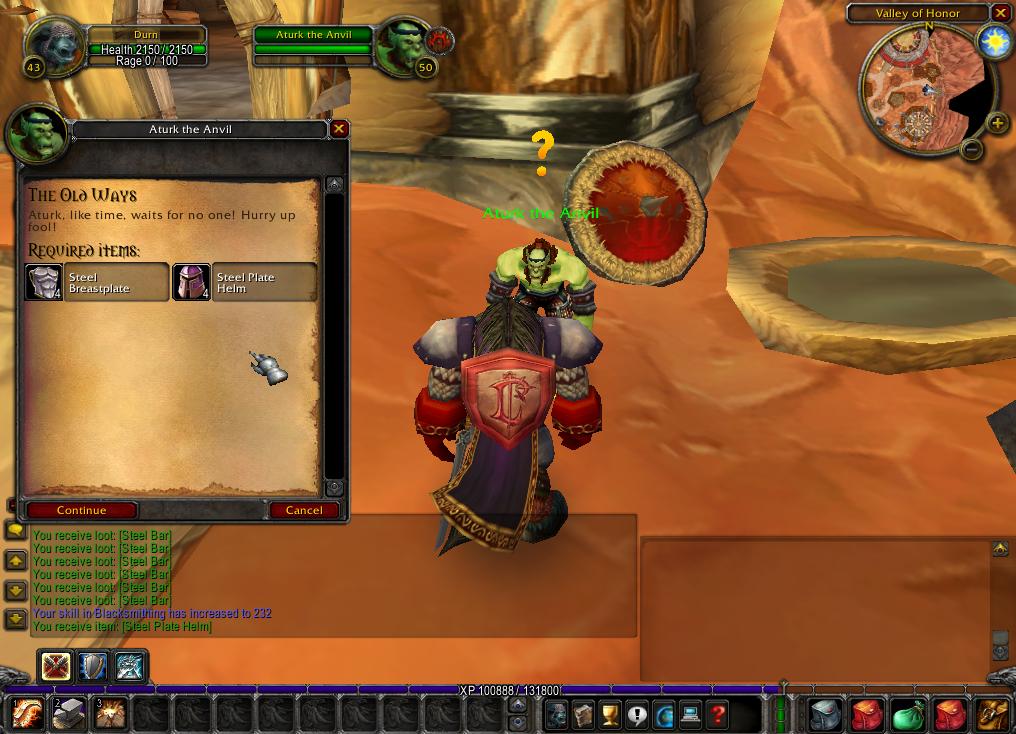 Durn
Health 2150 / 2150
Rage 0 / 100
43
Aturk the Anvil
50
Valley of Honor
N
Aturk the Anvil
The Old Ways
Aturk, like time, waits for no one! Hurry up
fool!
Required items:
4
Steel
Breastplate
4
Steel Plate
Helm
Continue
Cancel
?
Aturk the Anvil
You receive loot: [Steel Bar]
You receive loot: [Steel Bar]
You receive loot: [Steel Bar]
You receive loot: [Steel Bar]
You receive loot: [Steel Bar]
You receive loot: [Steel Bar]
Your skill in Blacksmithing has increased to 232
You receive item: [Steel Plate Helm]
XP 100888 / 131800
2
3